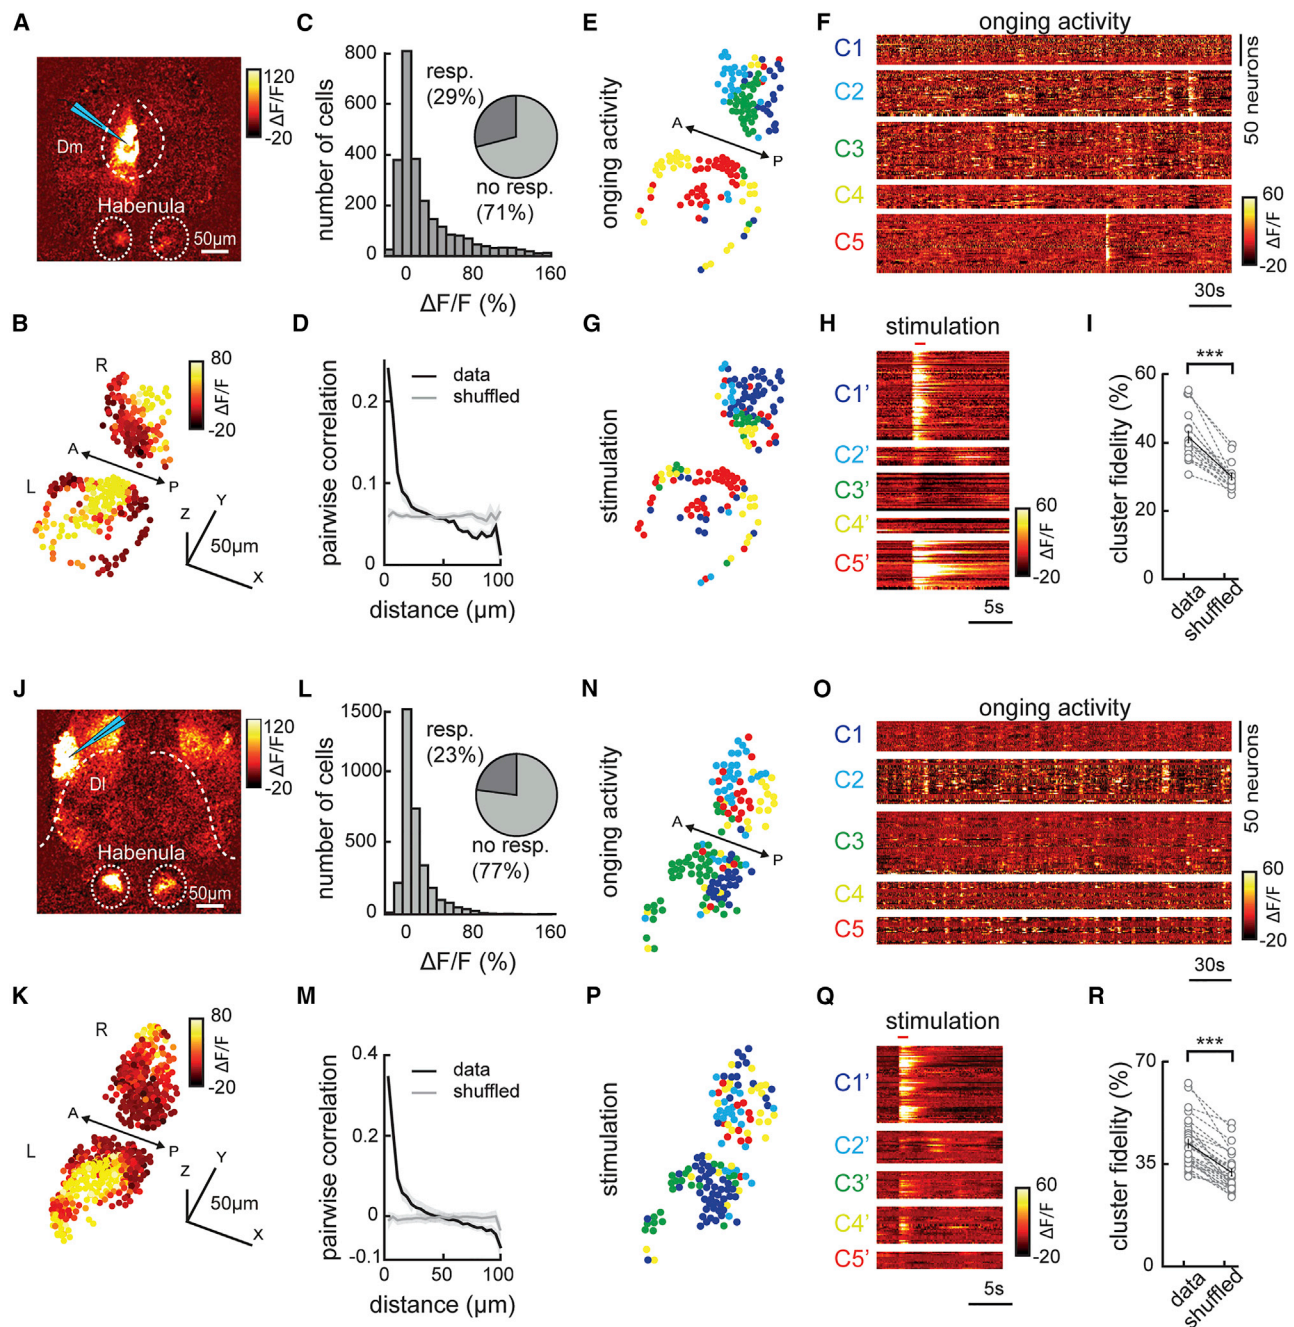 A
120
ΔF/F
-20
Dm
Habenula
50µm
B
R
80
ΔF/F
-20
A
P
L
Z
Y
50µm
X
C
number of cells
800
600
400
200
0
resp.
(29%)
no resp.
(71%)
0
80
160
ΔF/F (%)
D
pairwise correlation
0.2
0.1
0
data
shuffled
0
50
100
distance (µm)
E
onging activity
A
P
F
onging activity
C1
C2
C3
C4
C5
50 neurons
60
ΔF/F
-20
30s
G
stimulation
H
stimulation
C1'
C2'
C3'
C4'
C5'
60
ΔF/F
-20
5s
I
cluster fidelity (%)
60
40
20
0
***
data
shuffled
J
120
ΔF/F
-20
Dl
Habenula
50µm
K
R
80
ΔF/F
-20
A
P
L
Z
Y
50µm
X
L
number of cells
1500
1000
500
0
resp.
(23%)
no resp.
(77%)
0
80
160
ΔF/F (%)
M
pairwise correlation
0.4
0.2
0
-0.1
data
shuffled
0
50
100
distance (µm)
N
onging activity
A
P
O
onging activity
C1
C2
C3
C4
C5
50 neurons
60
ΔF/F
-20
30s
P
stimulation
Q
stimulation
C1'
C2'
C3'
C4'
C5'
60
ΔF/F
-20
5s
R
cluster fidelity (%)
70
35
0
***
data
shuffled